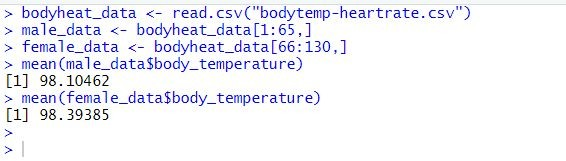 > bodyheat_data <- read.csv("bodytemp-heartrate.csv")
> male_data <- bodyheat_data[1:65,]
> female_data <- bodyheat_data[66:130,]
> mean(male_data$body_temperature)
[1] 98.10462
> mean(female_data$body_temperature)
[1] 98.39385
>
>